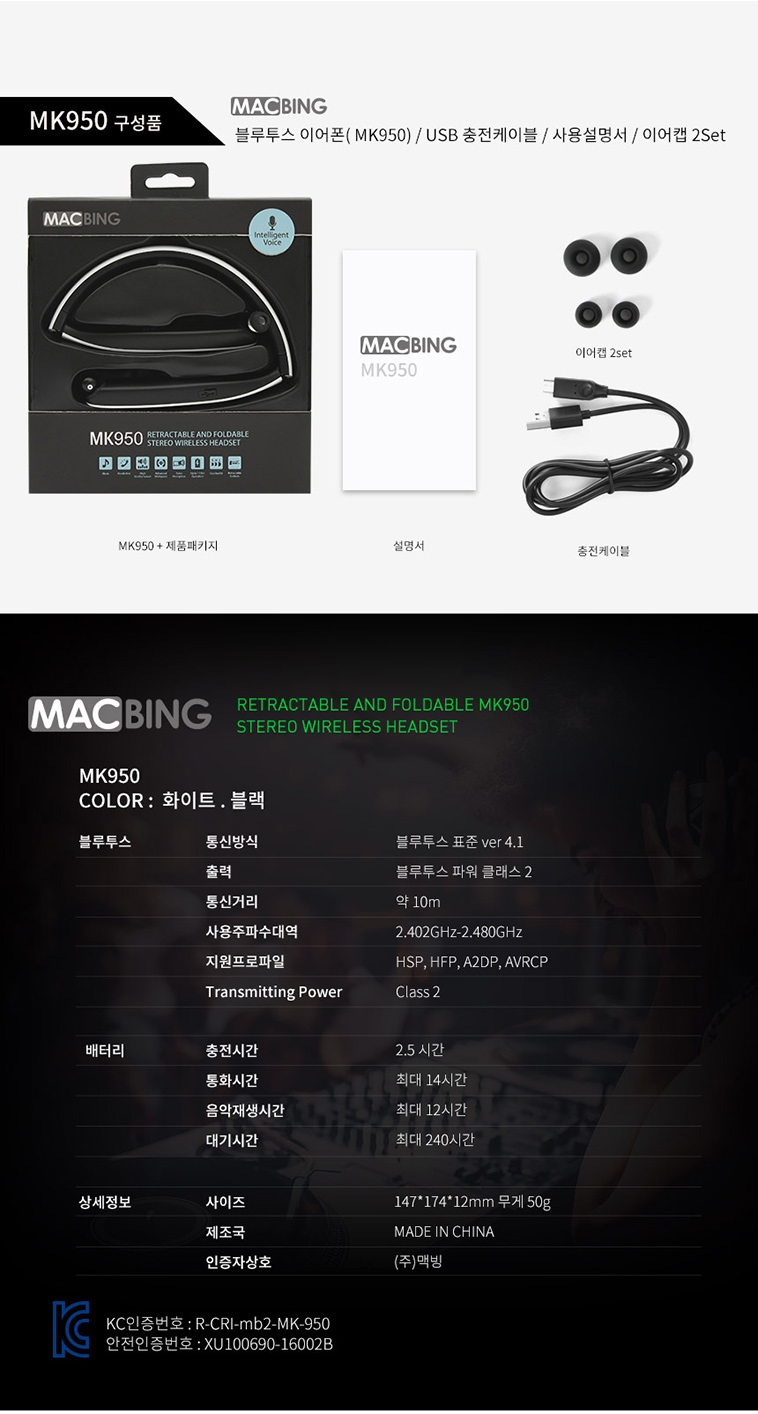 MK950 구성품
MACBING
블루투스 이어폰( MK950) / USB 충전케이블 / 사용설명서 / 이어캡 2Set
MACBING
Intelligent
Voice
MK950 RETRACTABLE AND FOLDABLE
STEREO WIRELESS HEADSET
MACBING
MK950
이어캡 2set
MK950 + 제품패키지
설명서
충전케이블
MACBING
RETRACTABLE AND FOLDABLE MK950
STEREO WIRELESS HEADSET
MK950
COLOR : 화이트 . 블랙
블루투스 통신방식 블루투스 표준 ver 4.1
출력 블루투스 파워 클래스 2
통신거리 약 10m
사용주파수대역 2.402GHz-2.480GHz
지원프로파일 HSP, HFP, A2DP, AVRCP
Transmitting Power Class 2
배터리 충전시간 2.5 시간
통화시간 최대 14시간
음악재생시간 최대 12시간
대기시간 최대 240시간
상세정보 사이즈 147*174*12mm 무게 50g
제조국 MADE IN CHINA
인증자상호 (주)맥빙
KC인증번호 : R-CRI-mb2-MK-950
안전인증번호 : XU100690-16002B